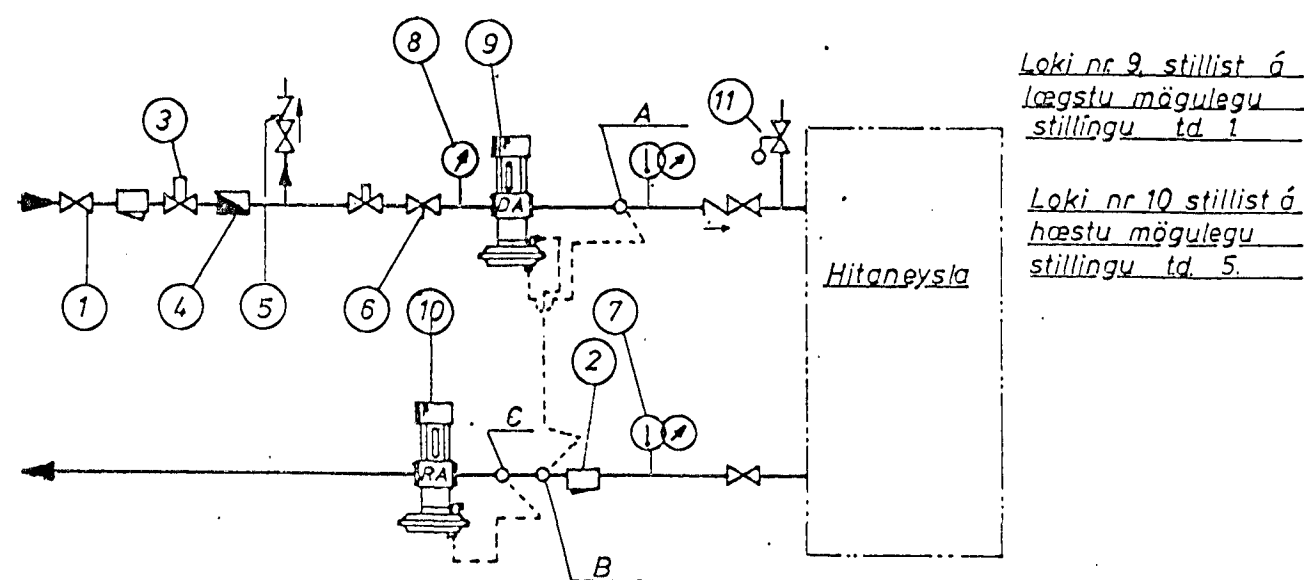 8
9
3
A
11
DA
1
4
5
6
7
10
2
C
RA
B
Hitaneysla
Loki nr. 9. stillist á
lægstu mögulegu
stillingu td. 1
Loki nr 10 stillist á
hæstu mögulegu
stillingu td. 5.